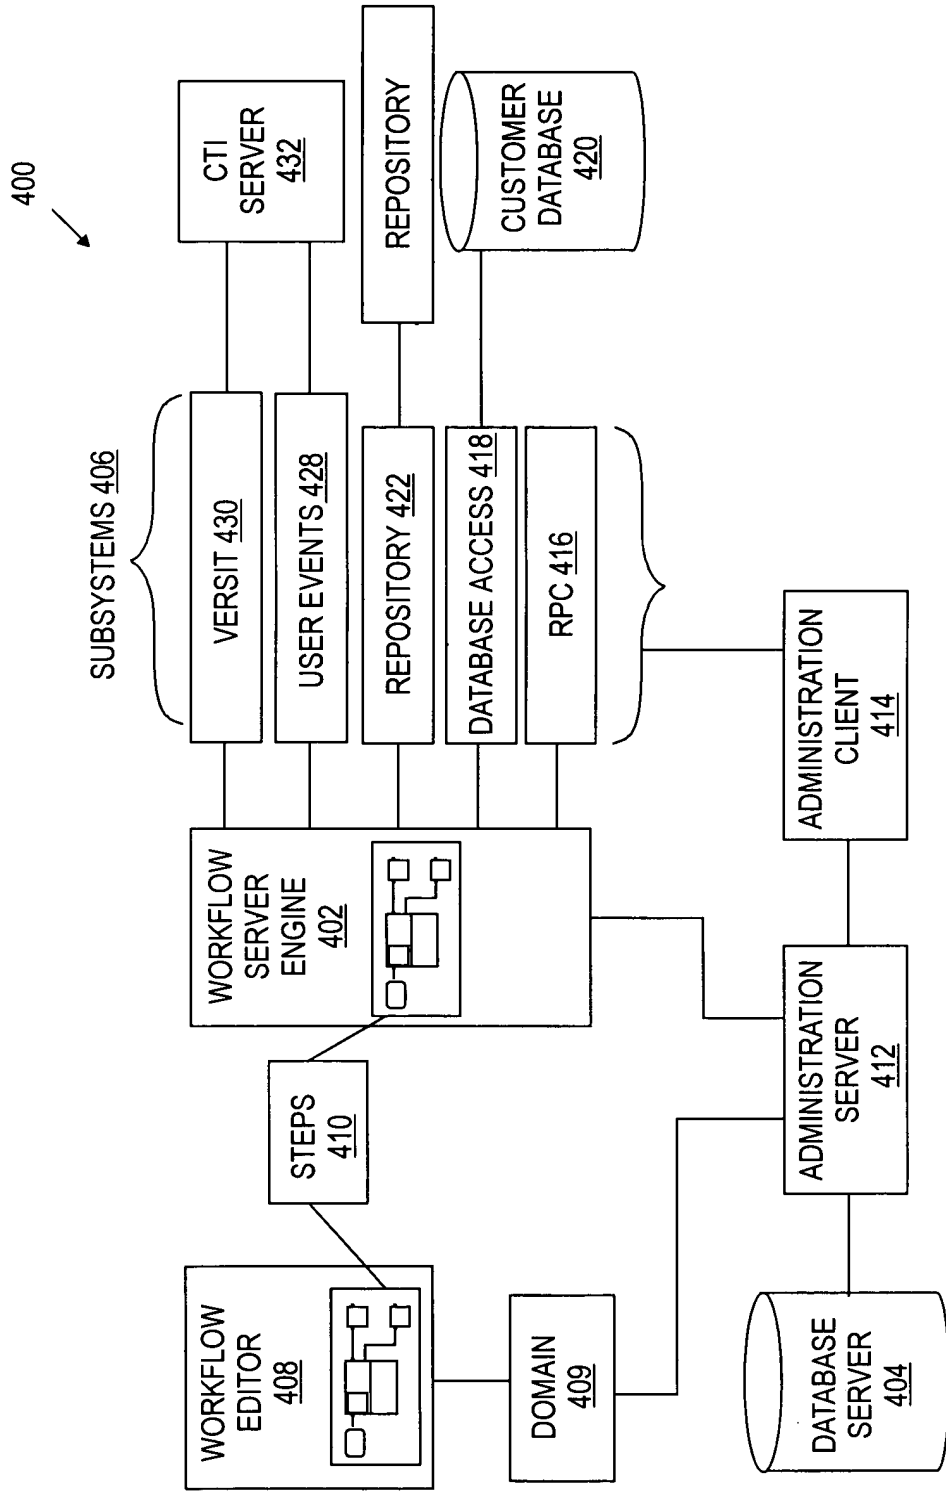 400
SUBSYSTEMS 406
VERSIT 430
USER EVENTS 428
REPOSITORY 422
DATABASE ACCESS 418
RPC 416
CTI
SERVER
432
REPOSITORY
CUSTOMER
DATABASE
420
WORKFLOW
SERVER
ENGINE
402
STEPS
410
WORKFLOW
EDITOR
408
DOMAIN
409
DATABASE
SERVER
404
ADMINISTRATION
SERVER
412
ADMINISTRATION
CLIENT
414